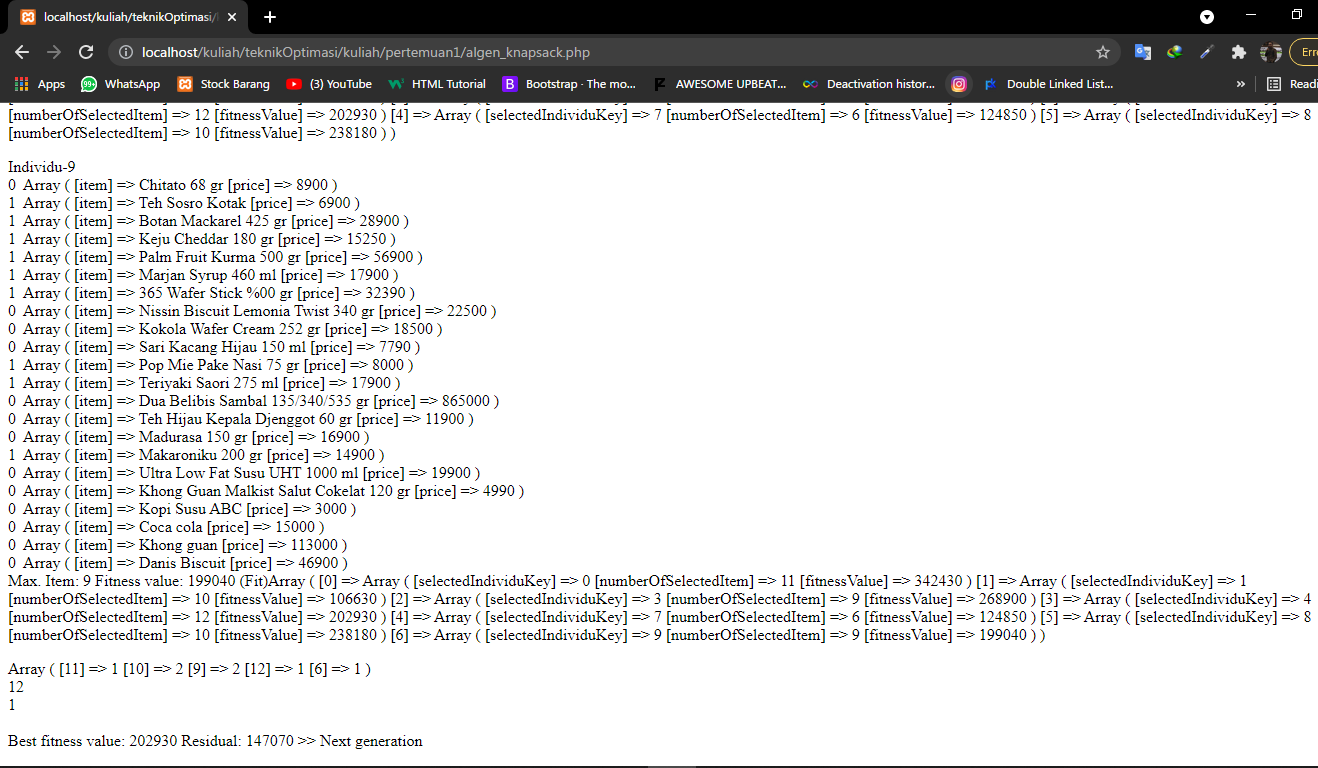 localhost/kuliah/teknikOptimasi/
localhost/kuliah/teknikOptimasi/kuliah/pertemuan1/algen_knapsack.php
Erro
Apps
99+ WhatsApp
Stock Barang
(3) YouTube
HTML Tutorial
B Bootstrap · The mo...
AWESOME UPBEAT...
Deactivation histor...
Double Linked List...
»
Readi
[numberOfSelectedItem] => 12 [fitnessValue] => 202930 ) [4] => Array ( [selectedIndividuKey] => 7 [numberOfSelectedItem] => 6 [fitnessValue] => 124850 ) [5] => Array ( [selectedIndividuKey] => 8
[numberOfSelectedItem] => 10 [fitnessValue] => 238180 ) )
Individu-9
0 Array ( [item] => Chitato 68 gr [price] => 8900 )
1 Array ( [item] => Teh Sosro Kotak [price] => 6900 )
1 Array ( [item] => Botan Mackarel 425 gr [price] => 28900 )
1 Array ( [item] => Keju Cheddar 180 gr [price] => 15250 )
1 Array ( [item] => Palm Fruit Kurma 500 gr [price] => 56900 )
1 Array ( [item] => Marjan Syrup 460 ml [price] => 17900 )
1 Array ( [item] => 365 Wafer Stick %00 gr [price] => 32390 )
0 Array ( [item] => Nissin Biscuit Lemonia Twist 340 gr [price] => 22500 )
0 Array ( [item] => Kokola Wafer Cream 252 gr [price] => 18500 )
0 Array ( [item] => Sari Kacang Hijau 150 ml [price] => 7790 )
1 Array ( [item] => Pop Mie Pake Nasi 75 gr [price] => 8000 )
1 Array ( [item] => Teriyaki Saori 275 ml [price] => 17900 )
0 Array ( [item] => Dua Belibis Sambal 135/340/535 gr [price] => 865000 )
0 Array ( [item] => Teh Hijau Kepala Djenggot 60 gr [price] => 11900 )
0 Array ( [item] => Madurasa 150 gr [price] => 16900 )
1 Array ( [item] => Makaroniku 200 gr [price] => 14900 )
0 Array ( [item] => Ultra Low Fat Susu UHT 1000 ml [price] => 19900 )
0 Array ( [item] => Khong Guan Malkist Salut Cokelat 120 gr [price] => 4990 )
0 Array ( [item] => Kopi Susu ABC [price] => 3000 )
0 Array ( [item] => Coca cola [price] => 15000 )
0 Array ( [item] => Khong guan [price] => 113000 )
0 Array ( [item] => Danis Biscuit [price] => 46900 )
Max. Item: 9 Fitness value: 199040 (Fit)Array ( [0] => Array ( [selectedIndividuKey] => 0 [numberOfSelectedItem] => 11 [fitnessValue] => 342430 ) [1] => Array ( [selectedIndividuKey] => 1
[numberOfSelectedItem] => 10 [fitnessValue] => 106630 ) [2] => Array ( [selectedIndividuKey] => 3 [numberOfSelectedItem] => 9 [fitnessValue] => 268900 ) [3] => Array ( [selectedIndividuKey] => 4
[numberOfSelectedItem] => 12 [fitnessValue] => 202930 ) [4] => Array ( [selectedIndividuKey] => 7 [numberOfSelectedItem] => 6 [fitnessValue] => 124850 ) [5] => Array ( [selectedIndividuKey] => 8
[numberOfSelectedItem] => 10 [fitnessValue] => 238180 ) [6] => Array ( [selectedIndividuKey] => 9 [numberOfSelectedItem] => 9 [fitnessValue] => 199040 ) )
Array ( [11] => 1 [10] => 2 [9] => 2 [12] => 1 [6] => 1 )
12
1
Best fitness value: 202930 Residual: 147070 >> Next generation